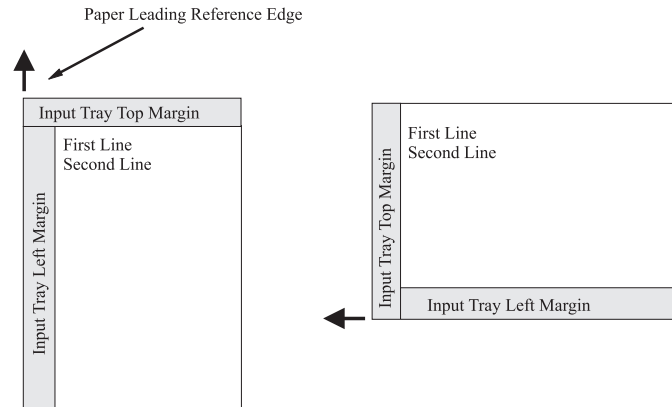 Paper Leading Reference Edge
Input Tray Top Margin
First Line
Second Line
Input Tray Left Margin
Input Tray Top Margin
First Line
Second Line
Input Tray Left Margin